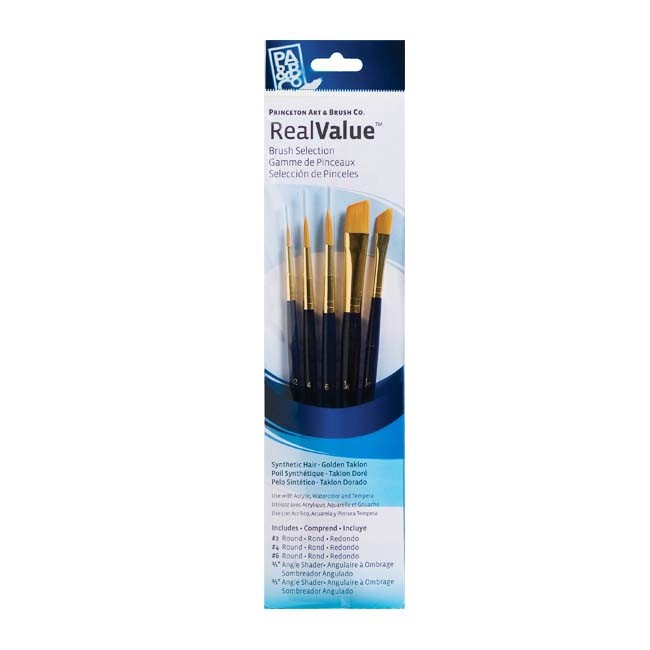 PA
&B
Co
PRINCETON ART & BRUSH CO.
RealValue™
Brush Selection
Gamme de Pinceaux
Selección de Pinceles
2 4 6
Synthetic Hair - Golden Taklon
Poil Synthétique - Taklon Doré
Pelo Sintético - Taklon Dorado
Use with Acrylic, Watercolor and Tempera
Utilisez avec Acrylique, Aquarelle et Gouache
Use con Acrílico, Acuarela y Pintura Tempera
Includes • Comprend • Incluye
#2 Round • Rond • Redondo
#4 Round • Rond • Redondo
#6 Round • Rond • Redondo
Angle Shader • Angulaire à Ombrage
Sombreador Angulado
Angle Shader • Angulaire à Ombrage
Sombreador Angulado